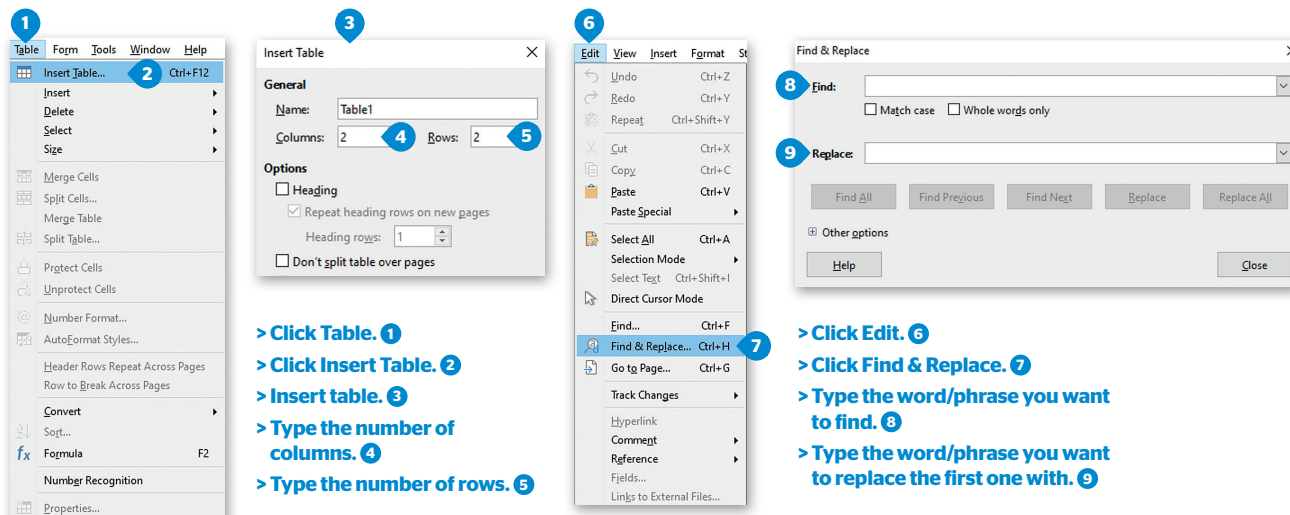 1
Table Form Tools Window Help
Insert Table... 2 Ctrl+F12
Insert
Delete
Select
Size
Merge Cells
Split Cells...
Merge Table
Split Table...
Protect Cells
Unprotect Cells
Number Format...
AutoFormat Styles...
Header Rows Repeat Across Pages
Row to Break Across Pages
Convert
Sort...
fx Formula F2
Number Recognition
Properties...
3
Insert Table
General
Name: Table1
Columns: 2 4 Rows: 2 5
Options
Heading
Repeat heading rows on new pages
Heading rows: 1
Don't split table over pages
> Click Table. 1
> Click Insert Table. 2
> Insert table. 3
> Type the number of
columns. 4
> Type the number of rows. 5
6
Edit View Insert Format St
Undo Ctrl+Z
Redo Ctrl+Y
Repeat Ctrl+Shift+Y
Cut Ctrl+X
Copy Ctrl+C
Paste Ctrl+V
Paste Special
Select All Ctrl+A
Selection Mode
Select Text Ctrl+Shift+I
Direct Cursor Mode
Find... Ctrl+F
Find & Replace... Ctrl+H 7
Go to Page... Ctrl+G
Track Changes
Hyperlink
Comment
Reference
Fields...
Links to External Files...
Find & Replace
8 Find:
Match case Whole words only
9 Replace:
Find All Find Previous Find Next Replace Replace All
Other options
Help Close
> Click Edit. 6
> Click Find & Replace. 7
> Type the word/phrase you want
to find. 8
> Type the word/phrase you want
to replace the first one with. 9